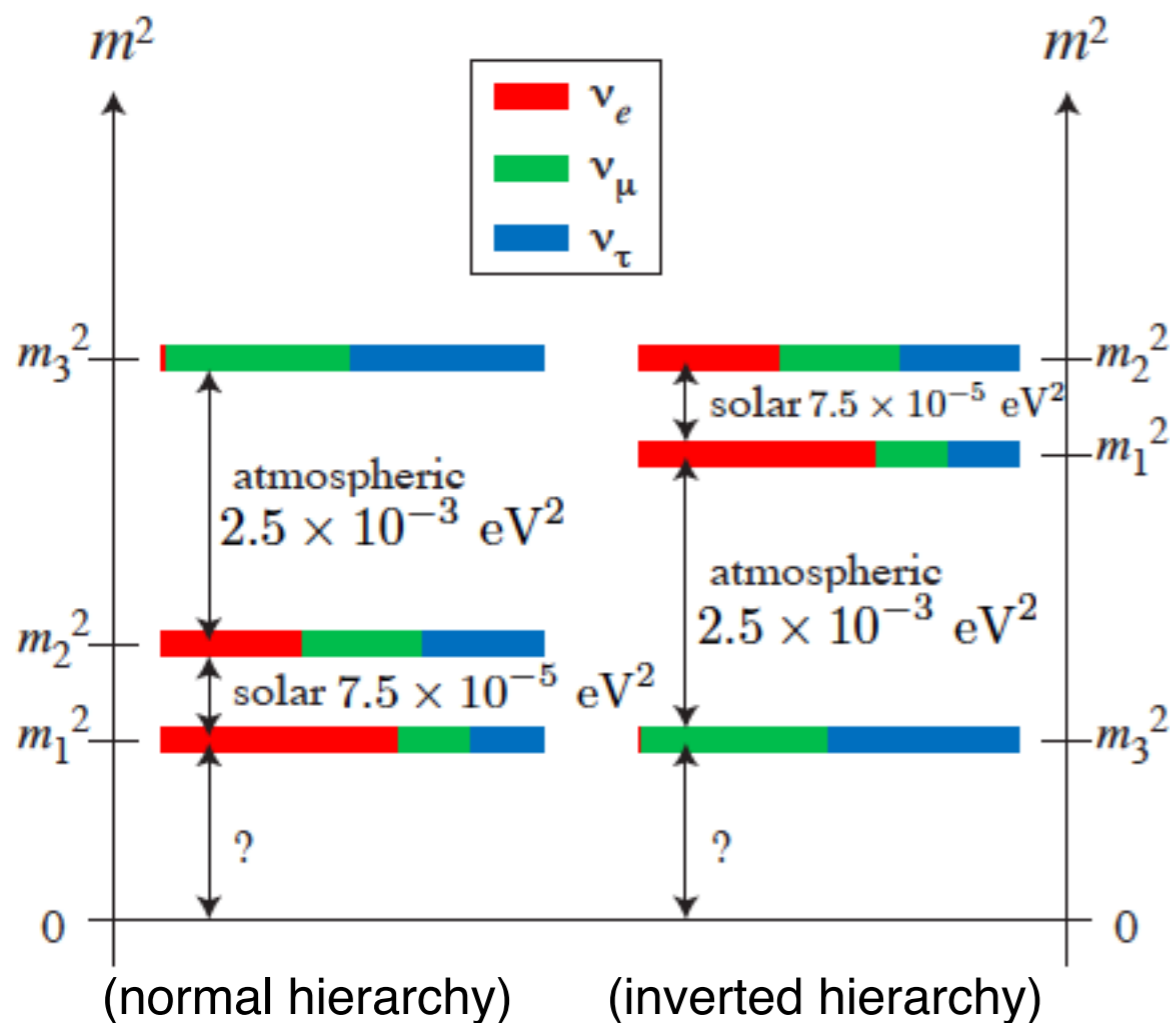 m²
m²
νe
νμ
ντ
m₃²
m₂²
solar 7.5 × 10⁻⁵ eV²
m₁²
atmospheric
2.5 × 10⁻³ eV²
atmospheric
2.5 × 10⁻³ eV²
m₂²
solar 7.5 × 10⁻⁵ eV²
m₁²
m₃²
?
?
0
0
(normal hierarchy)
(inverted hierarchy)